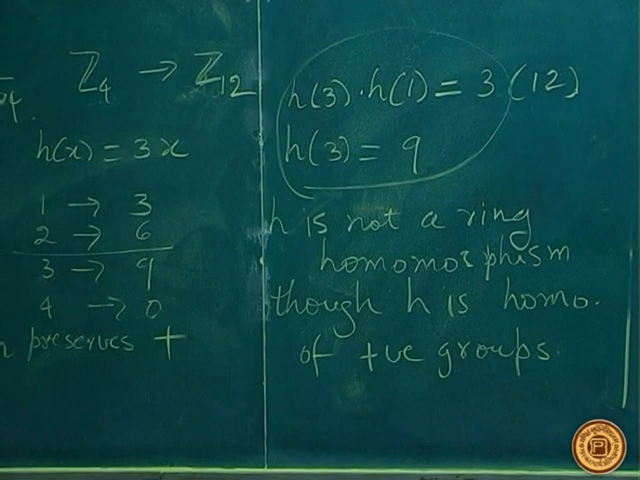 ℤ₄ → ℤ₁₂
h(x) = 3x
1 → 3
2 → 6
3 → 9
4 → 0
preserves +
h(3)·h(1) = 3 (12)
h(3) = 9
h is not a ring
homomorphism
though h is homo.
of +ve groups.